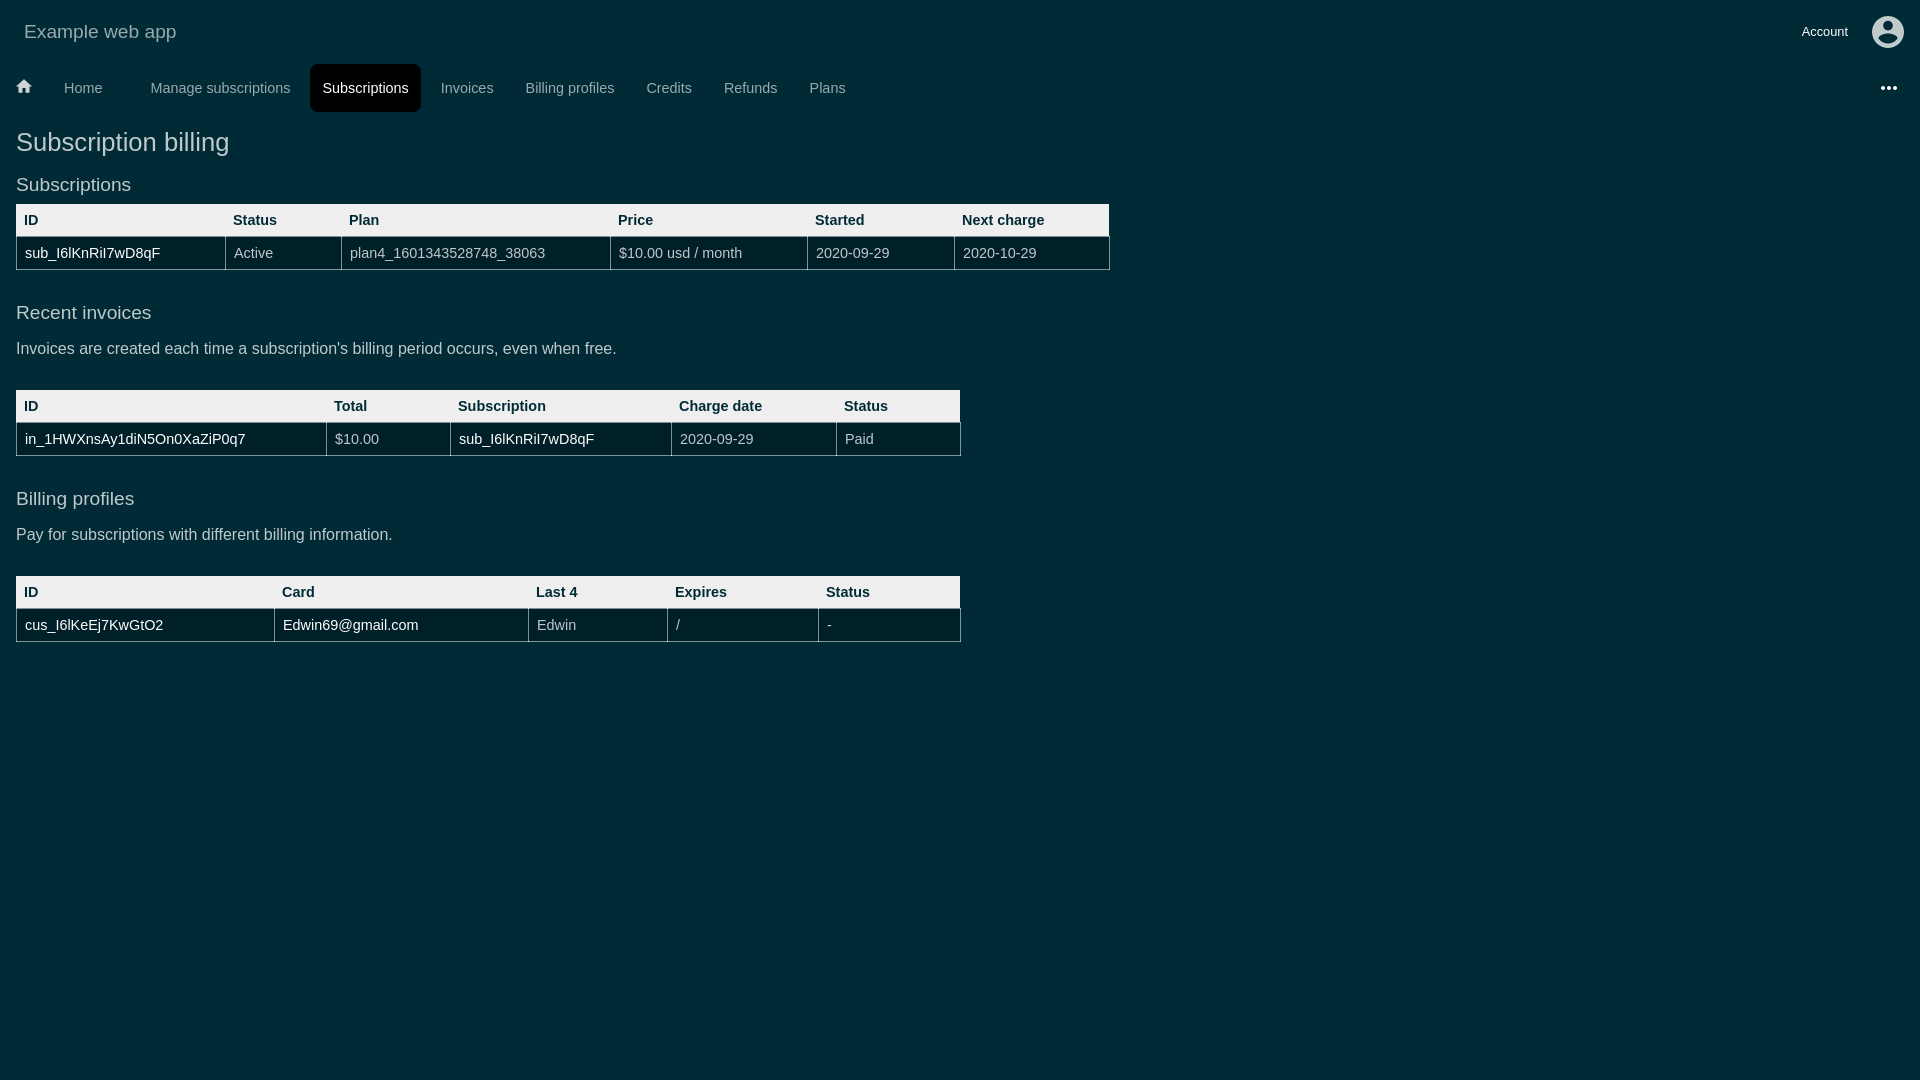 Example web app
Account
Home Manage subscriptions Subscriptions Invoices Billing profiles Credits Refunds Plans
Subscription billing
Subscriptions
ID Status Plan Price Started Next charge
sub_I6lKnRiI7wD8qF Active plan4_1601343528748_38063 $10.00 usd / month 2020-09-29 2020-10-29
Recent invoices
Invoices are created each time a subscription's billing period occurs, even when free.
ID Total Subscription Charge date Status
in_1HWXnsAy1diN5On0XaZiP0q7 $10.00 sub_I6lKnRiI7wD8qF 2020-09-29 Paid
Billing profiles
Pay for subscriptions with different billing information.
ID Card Last 4 Expires Status
cus_I6lKeEj7KwGtO2 Edwin69@gmail.com Edwin / -